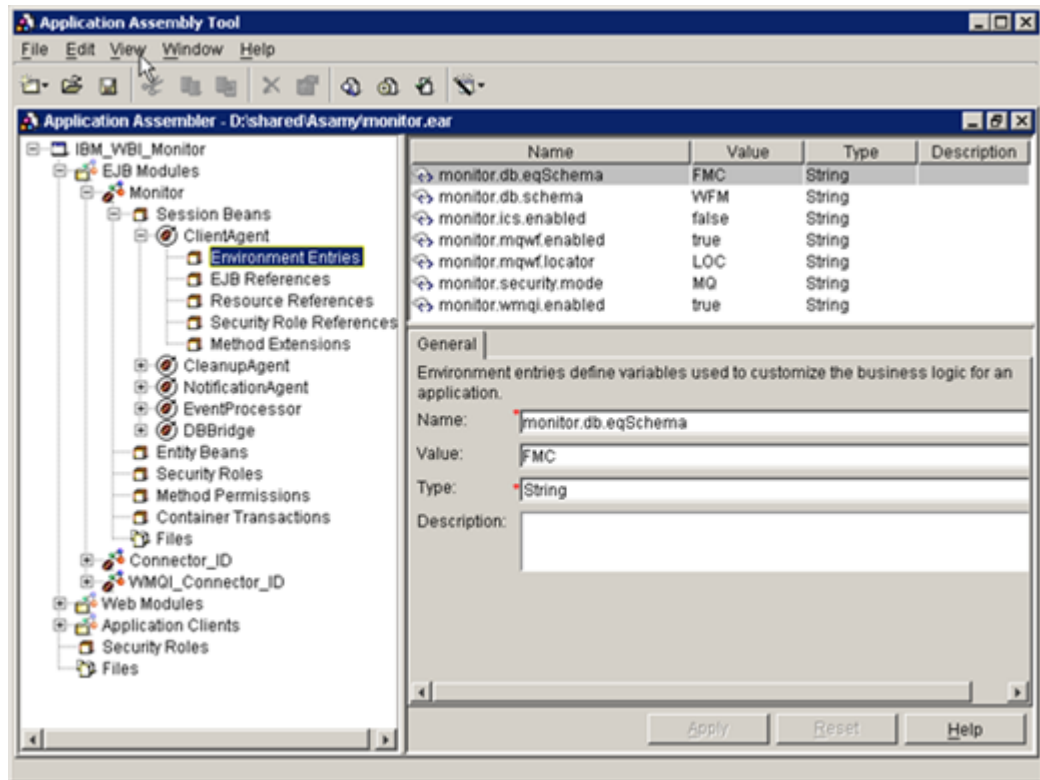 Application Assembly Tool
File Edit View Window Help
Application Assembler - D:\shared\Asamy\monitor.ear
IBM_WBI_Monitor
EJB Modules
Monitor
Session Beans
ClientAgent
Environment Entries
EJB References
Resource References
Security Role References
Method Extensions
CleanupAgent
NotificationAgent
EventProcessor
DBBridge
Entity Beans
Security Roles
Method Permissions
Container Transactions
Files
Connector_ID
WMQI_Connector_ID
Web Modules
Application Clients
Security Roles
Files
Name Value Type Description
monitor.db.eqSchema FMC String
monitor.db.schema WFM String
monitor.ics.enabled false String
monitor.mqwf.enabled true String
monitor.mqwf.locator LOC String
monitor.security.mode MQ String
monitor.wmqi.enabled true String
General
Environment entries define variables used to customize the business logic for an
application.
Name: *monitor.db.eqSchema
Value: FMC
Type: *String
Description:
Apply Reset Help